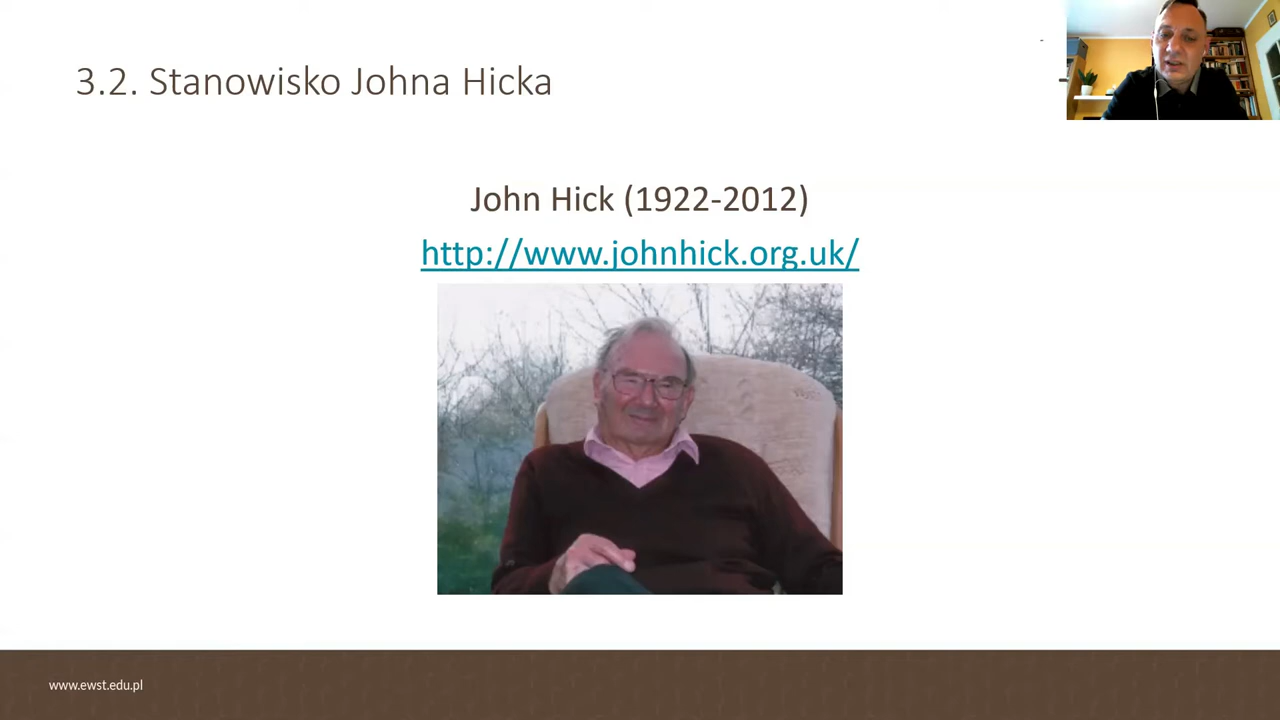 3.2. Stanowisko Johna Hicka
John Hick (1922-2012)
http://www.johnhick.org.uk/
www.ewst.edu.pl